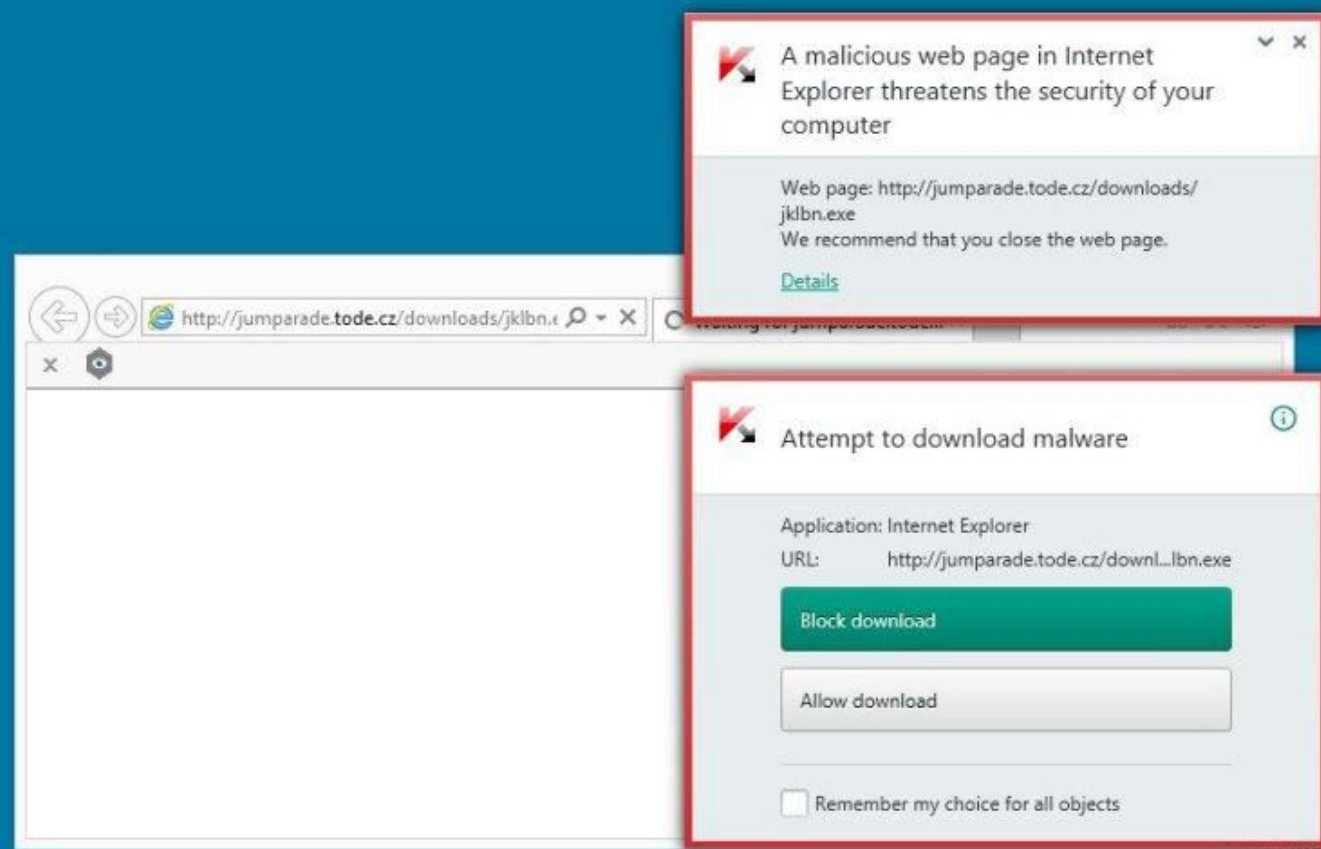 A malicious web page in Internet
Explorer threatens the security of your
computer
Web page: http://jumparade.tode.cz/downloads/
jklbn.exe
We recommend that you close the web page.
Details
http://jumparade.tode.cz/downloads/jklbn.e
Attempt to download malware
Application: Internet Explorer
URL: http://jumparade.tode.cz/downl...lbn.exe
Block download
Allow download
Remember my choice for all objects